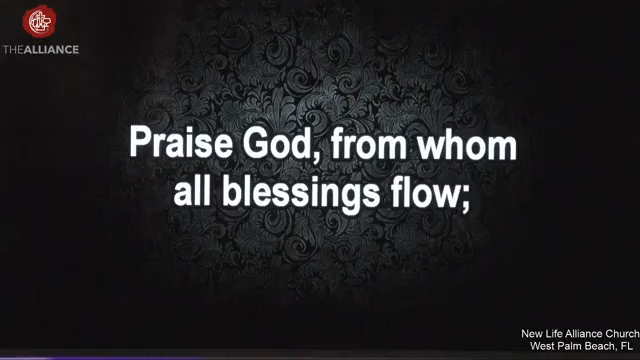 THEALLIANCE
Praise God, from whom
all blessings flow;
New Life Alliance Church
West Palm Beach, FL